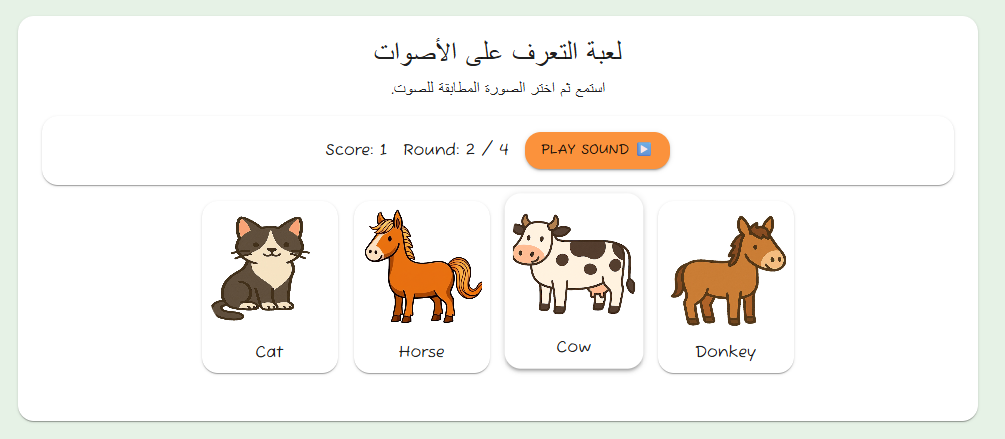 لعبة التعرف على الأصوات
استمع ثم اختر الصورة المطابقة للصوت.
Score: 1 Round: 2 / 4 PLAY SOUND ▶️
Cat Horse Cow Donkey